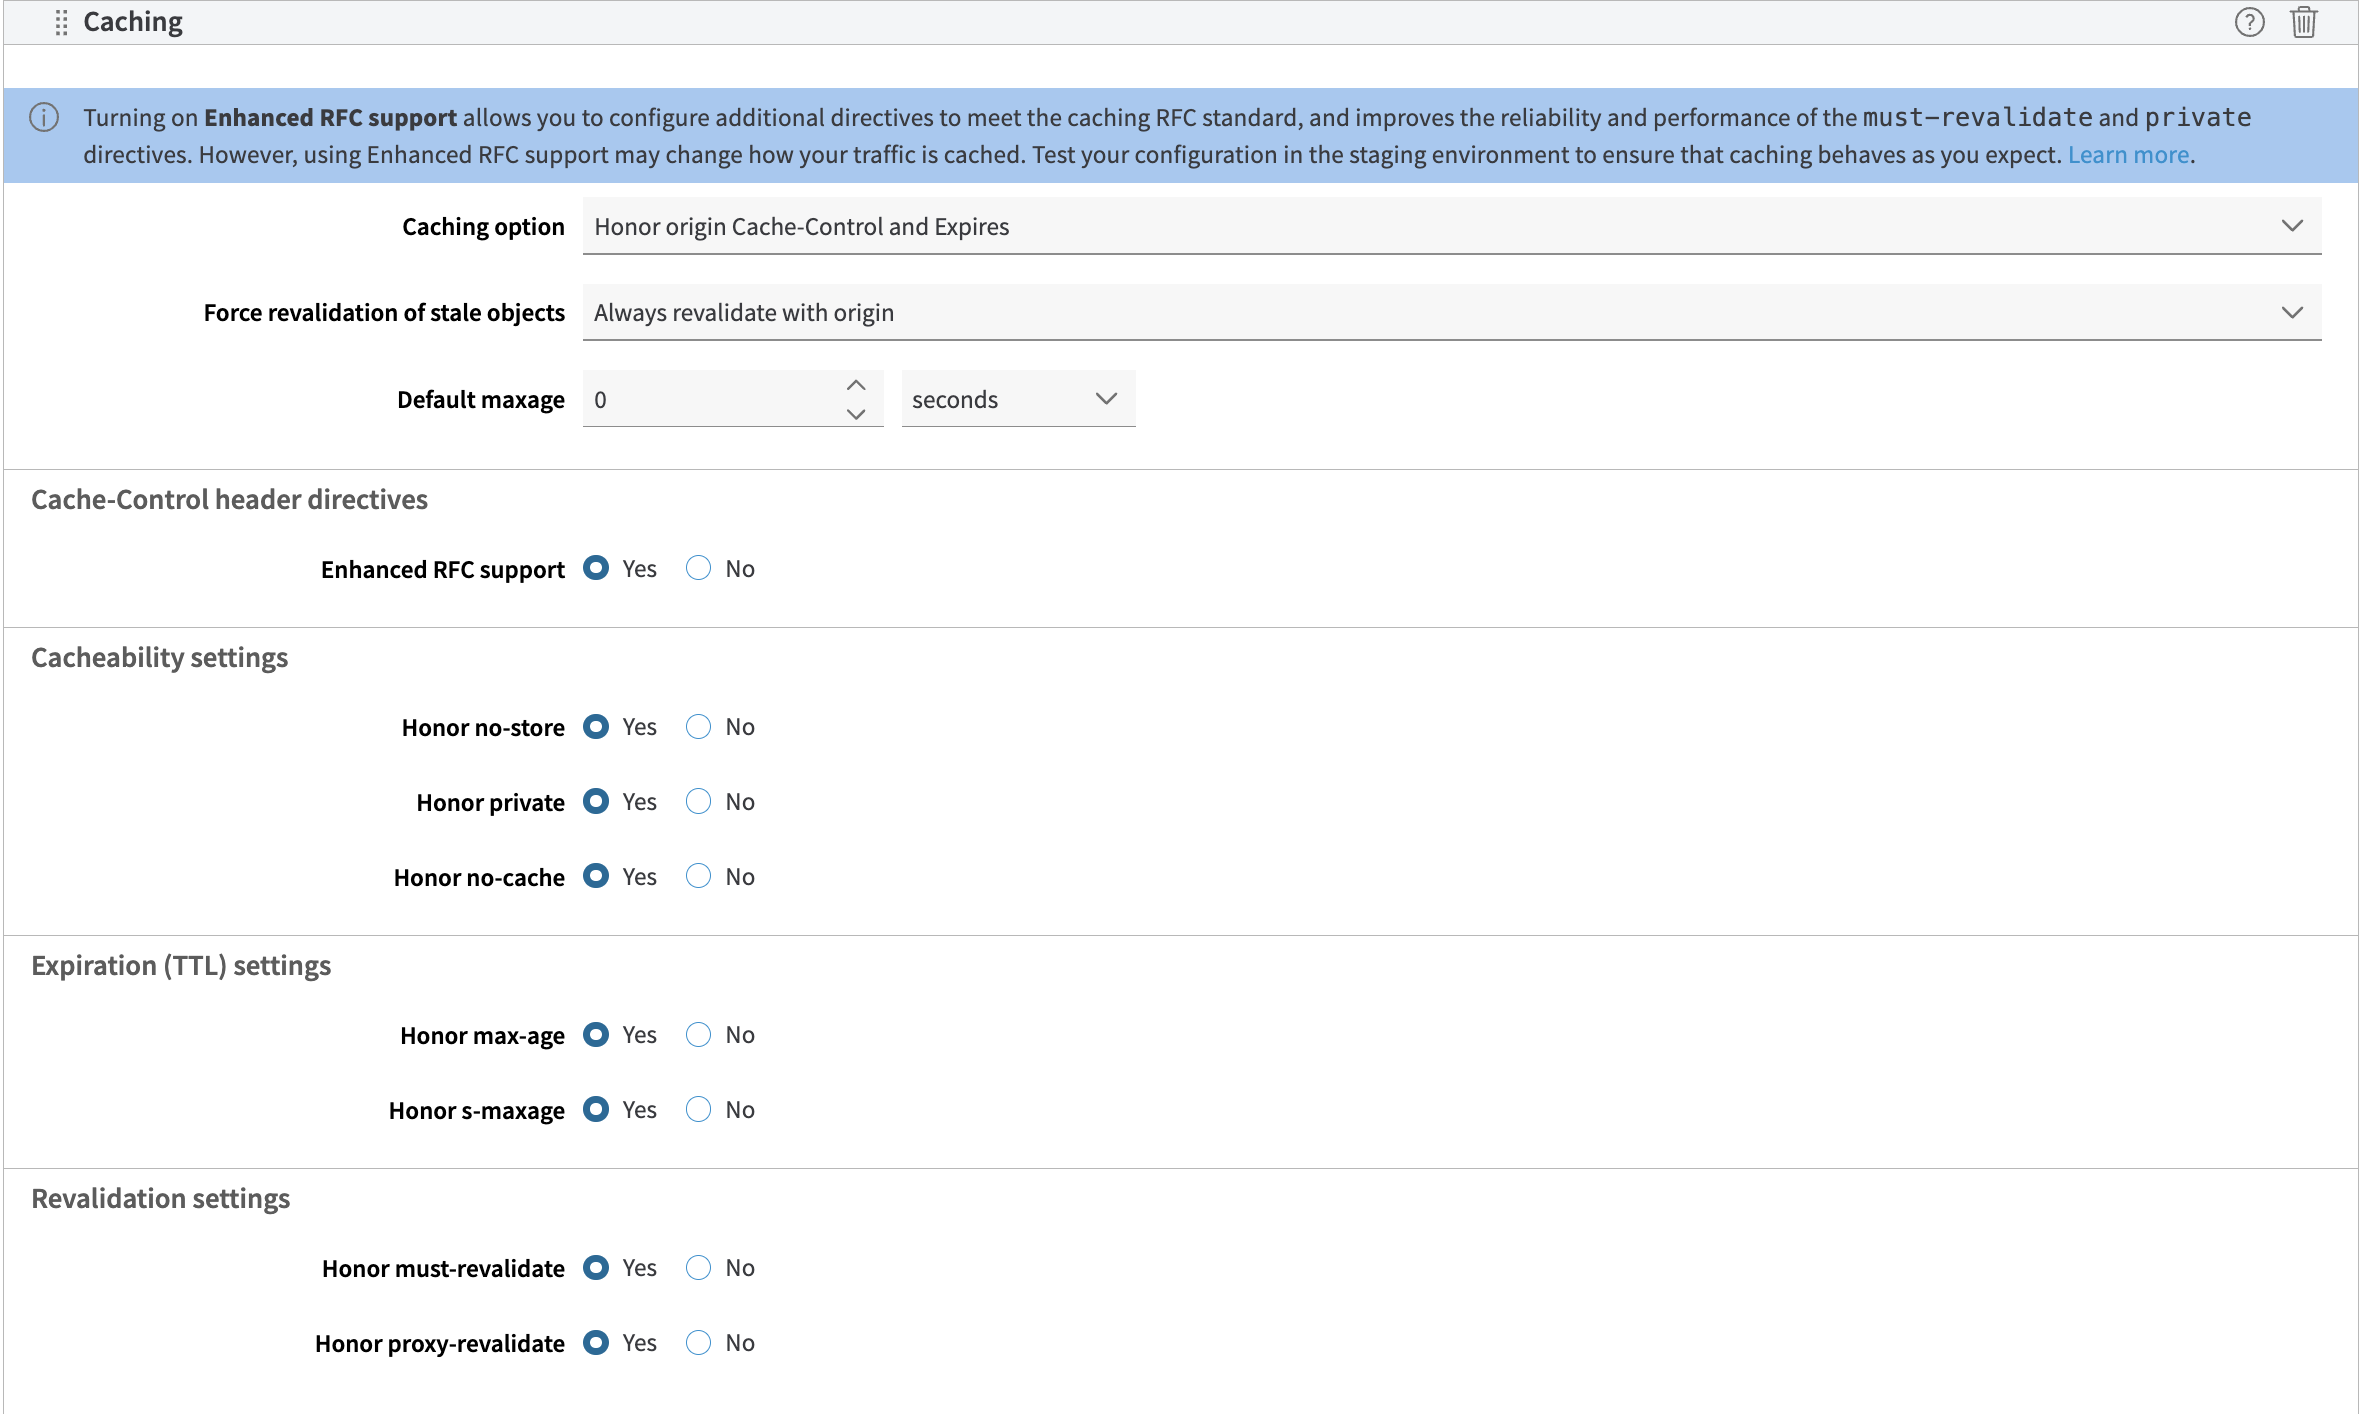 Caching
Turning on Enhanced RFC support allows you to configure additional directives to meet the caching RFC standard, and improves the reliability and performance of the must-revalidate and private
directives. However, using Enhanced RFC support may change how your traffic is cached. Test your configuration in the staging environment to ensure that caching behaves as you expect. Learn more.
Caching option Honor origin Cache-Control and Expires
Force revalidation of stale objects Always revalidate with origin
Default maxage 0 seconds
Cache-Control header directives
Enhanced RFC support Yes No
Cacheability settings
Honor no-store Yes No
Honor private Yes No
Honor no-cache Yes No
Expiration (TTL) settings
Honor max-age Yes No
Honor s-maxage Yes No
Revalidation settings
Honor must-revalidate Yes No
Honor proxy-revalidate Yes No